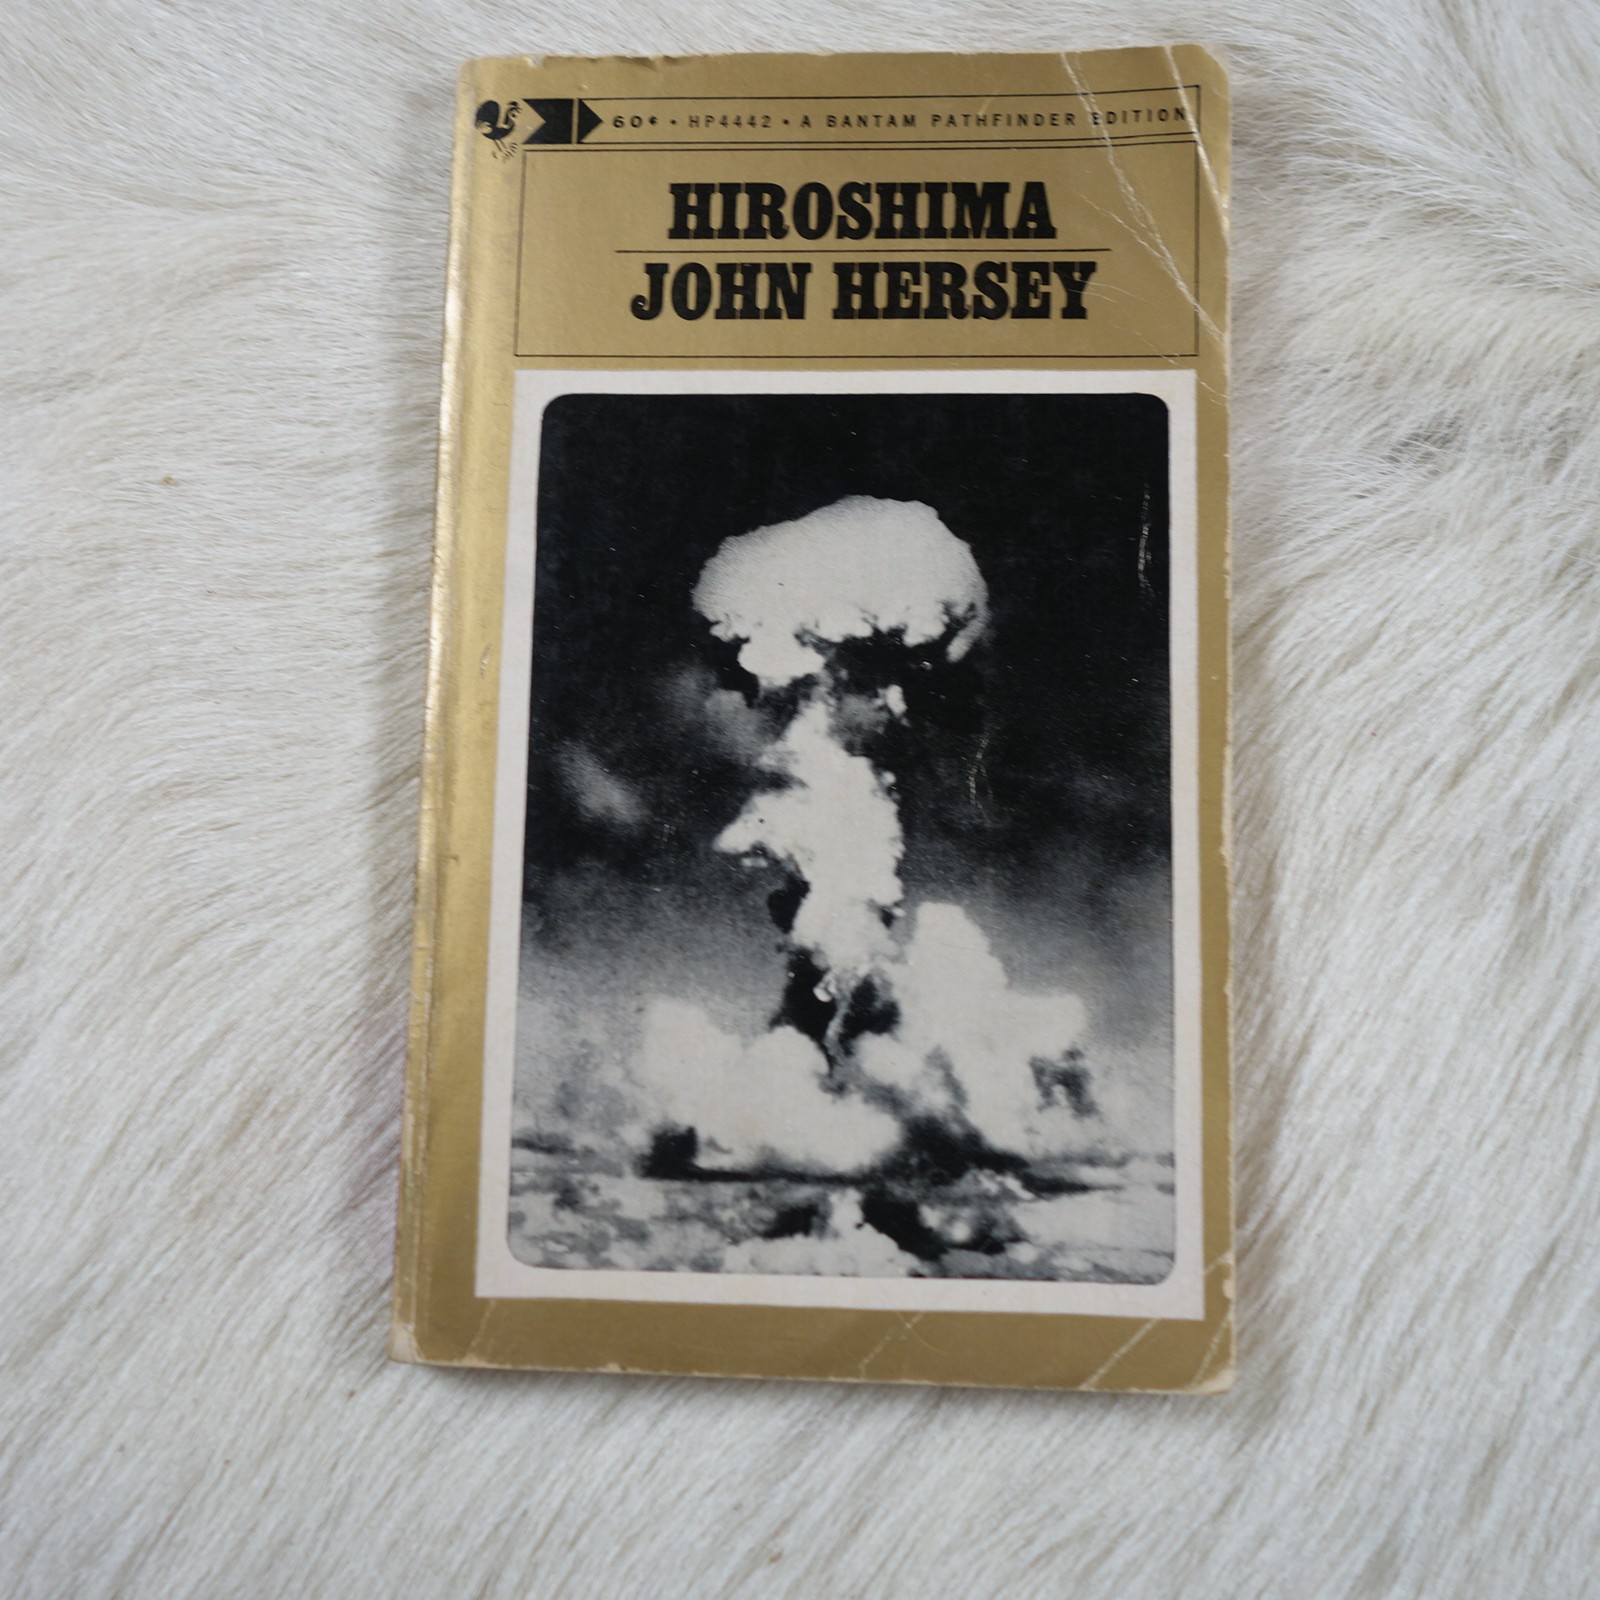 60¢ • HP4442 • A BANTAM PATHFINDER EDITION
HIROSHIMA
JOHN HERSEY